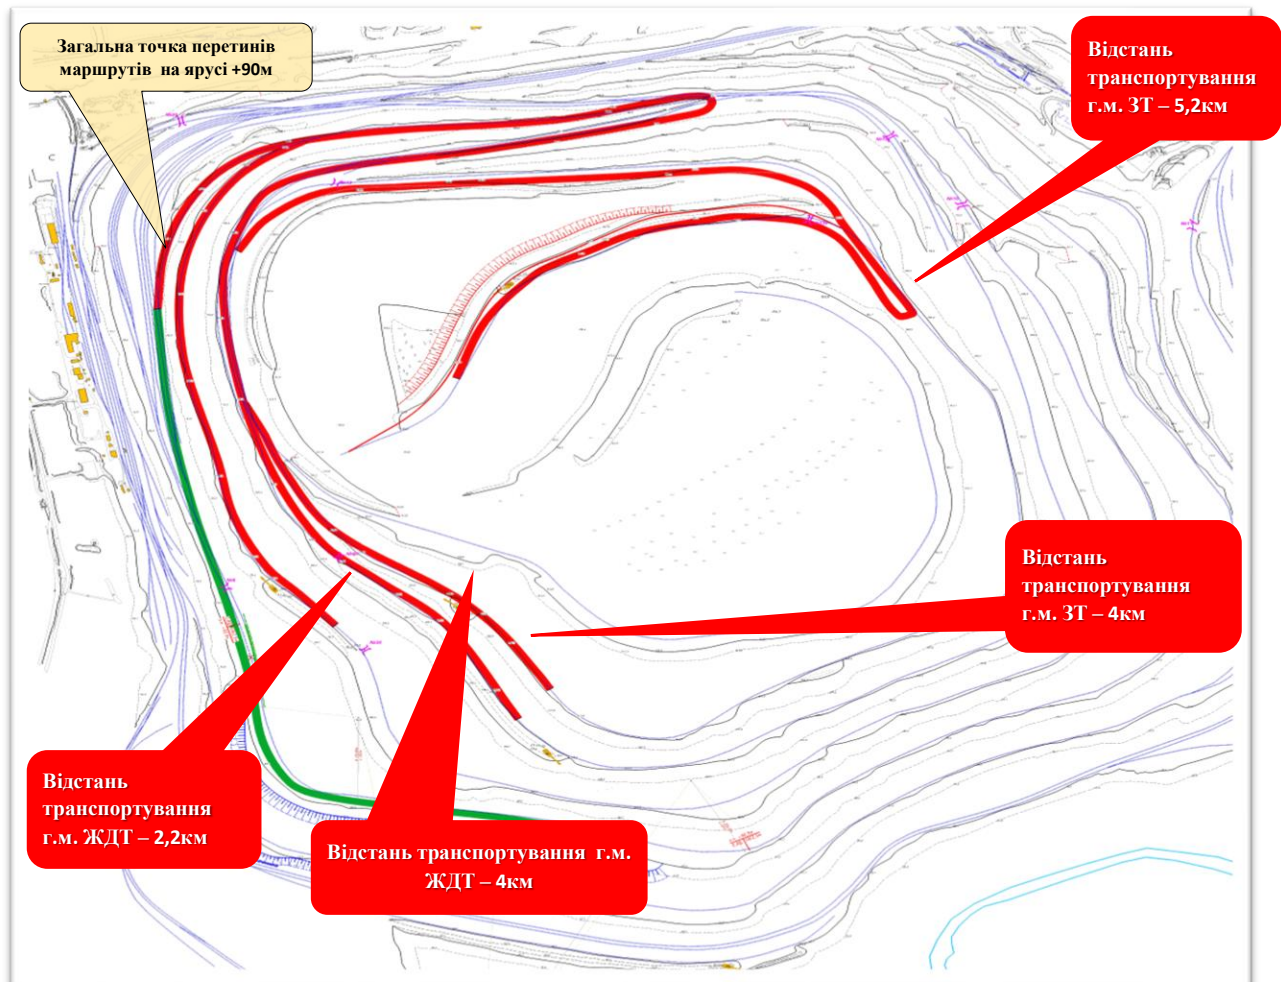 Загальна точка перетинів
маршрутів на ярусі +90м
Відстань
транспортування
г.м. ЗТ – 5,2км
Відстань
транспортування
г.м. ЗТ – 4км
Відстань
транспортування
г.м. ЖДТ – 2,2км
Відстань транспортування г.м.
ЖДТ – 4км